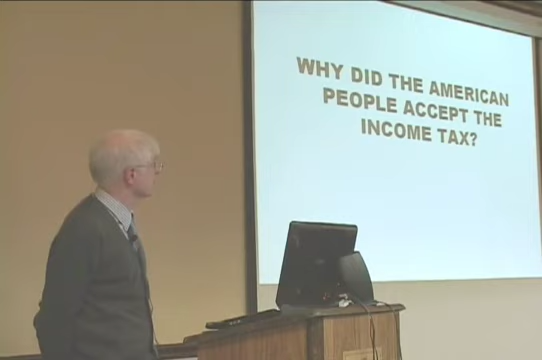 WHY DID THE AMERICAN
PEOPLE ACCEPT THE
INCOME TAX?